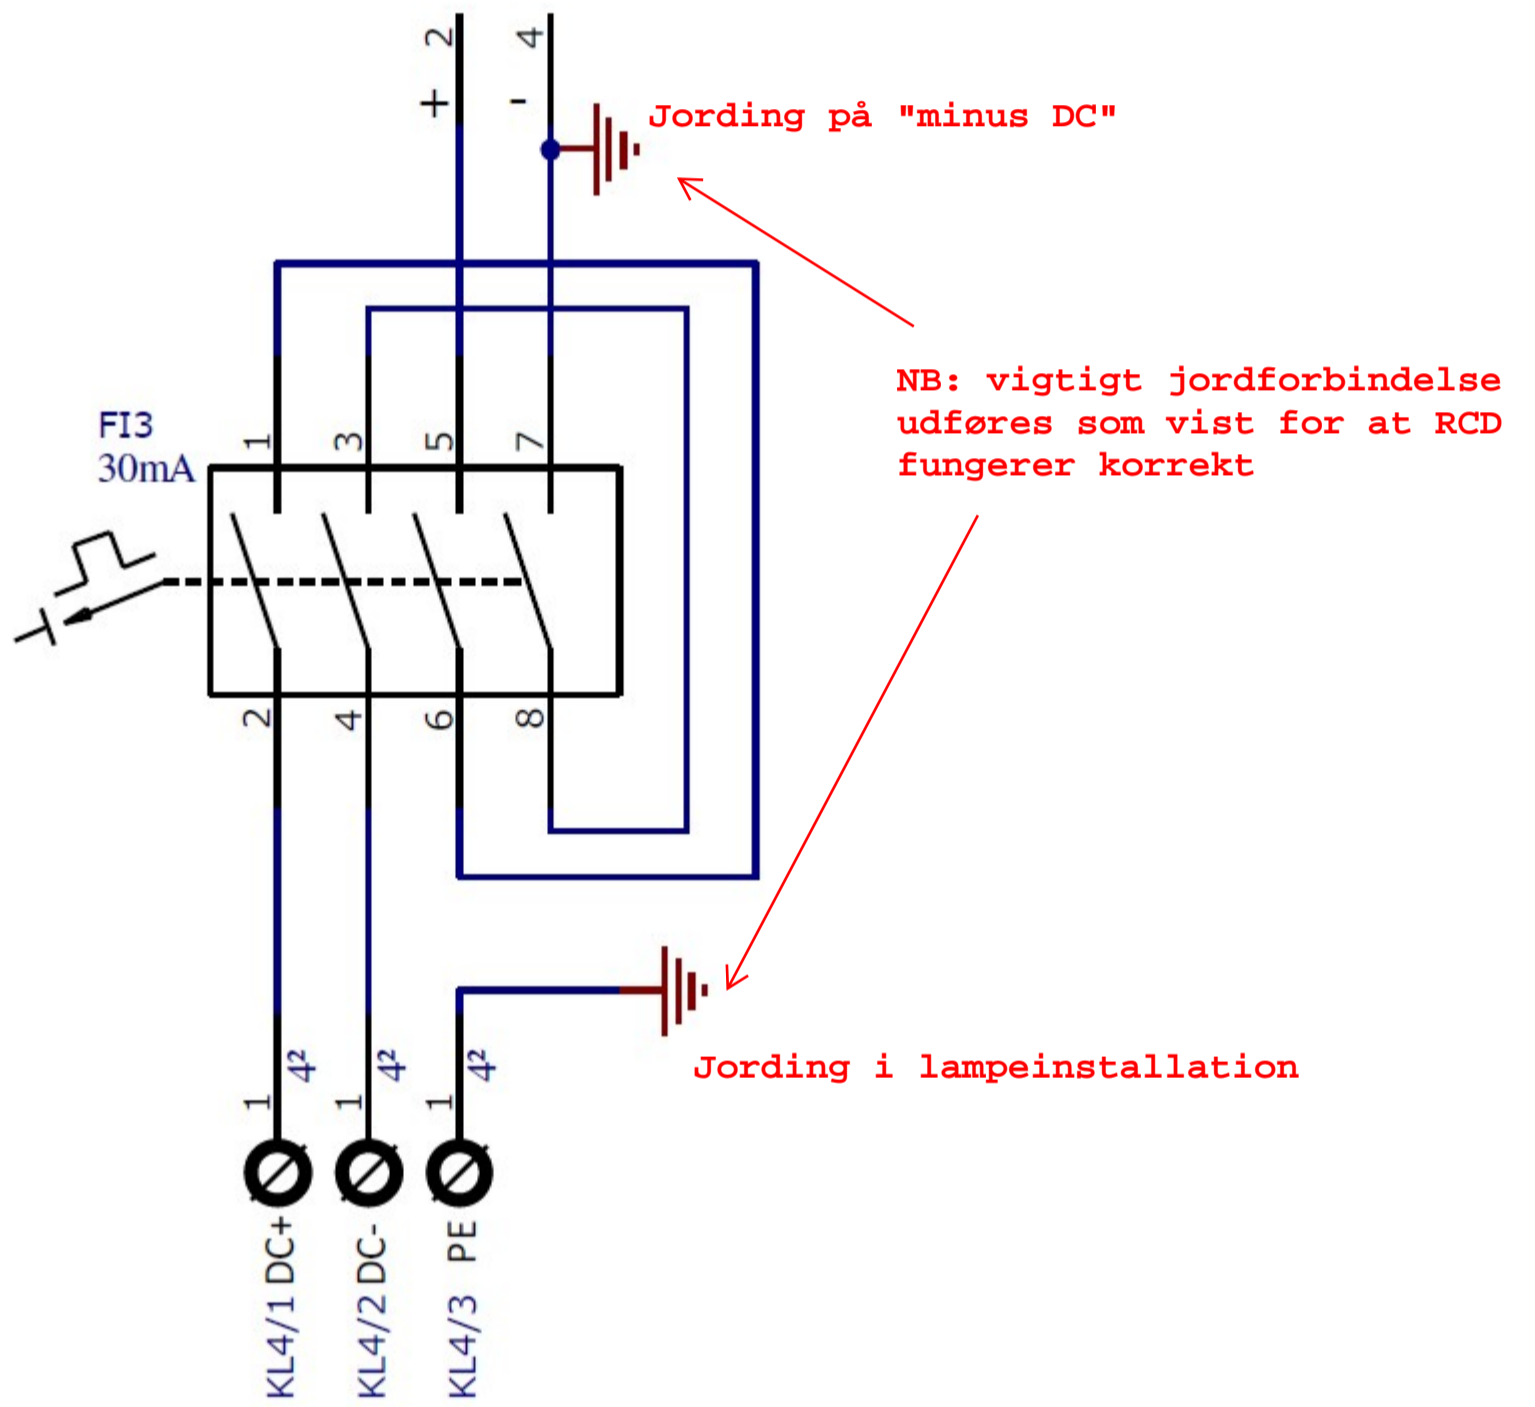 2
4
+
-
Jording på "minus DC"
NB: vigtigt jordforbindelse
udføres som vist for at RCD
fungerer korrekt
FI3
30mA
1
3
5
7
2
4
6
8
Jording i lampeinstallation
4²
4²
4²
1
1
1
KL4/1 DC+
KL4/2 DC-
KL4/3 PE